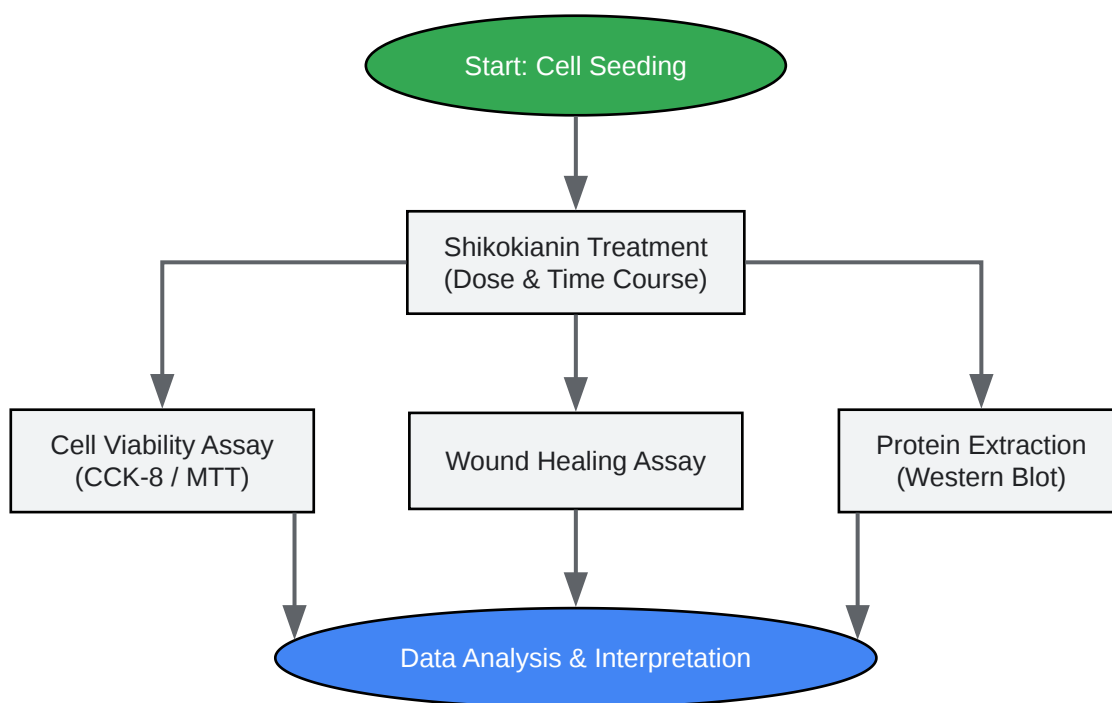 Start: Cell Seeding
Shikokianin Treatment
(Dose & Time Course)
Cell Viability Assay
(CCK-8 / MTT)
Wound Healing Assay
Protein Extraction
(Western Blot)
Data Analysis & Interpretation